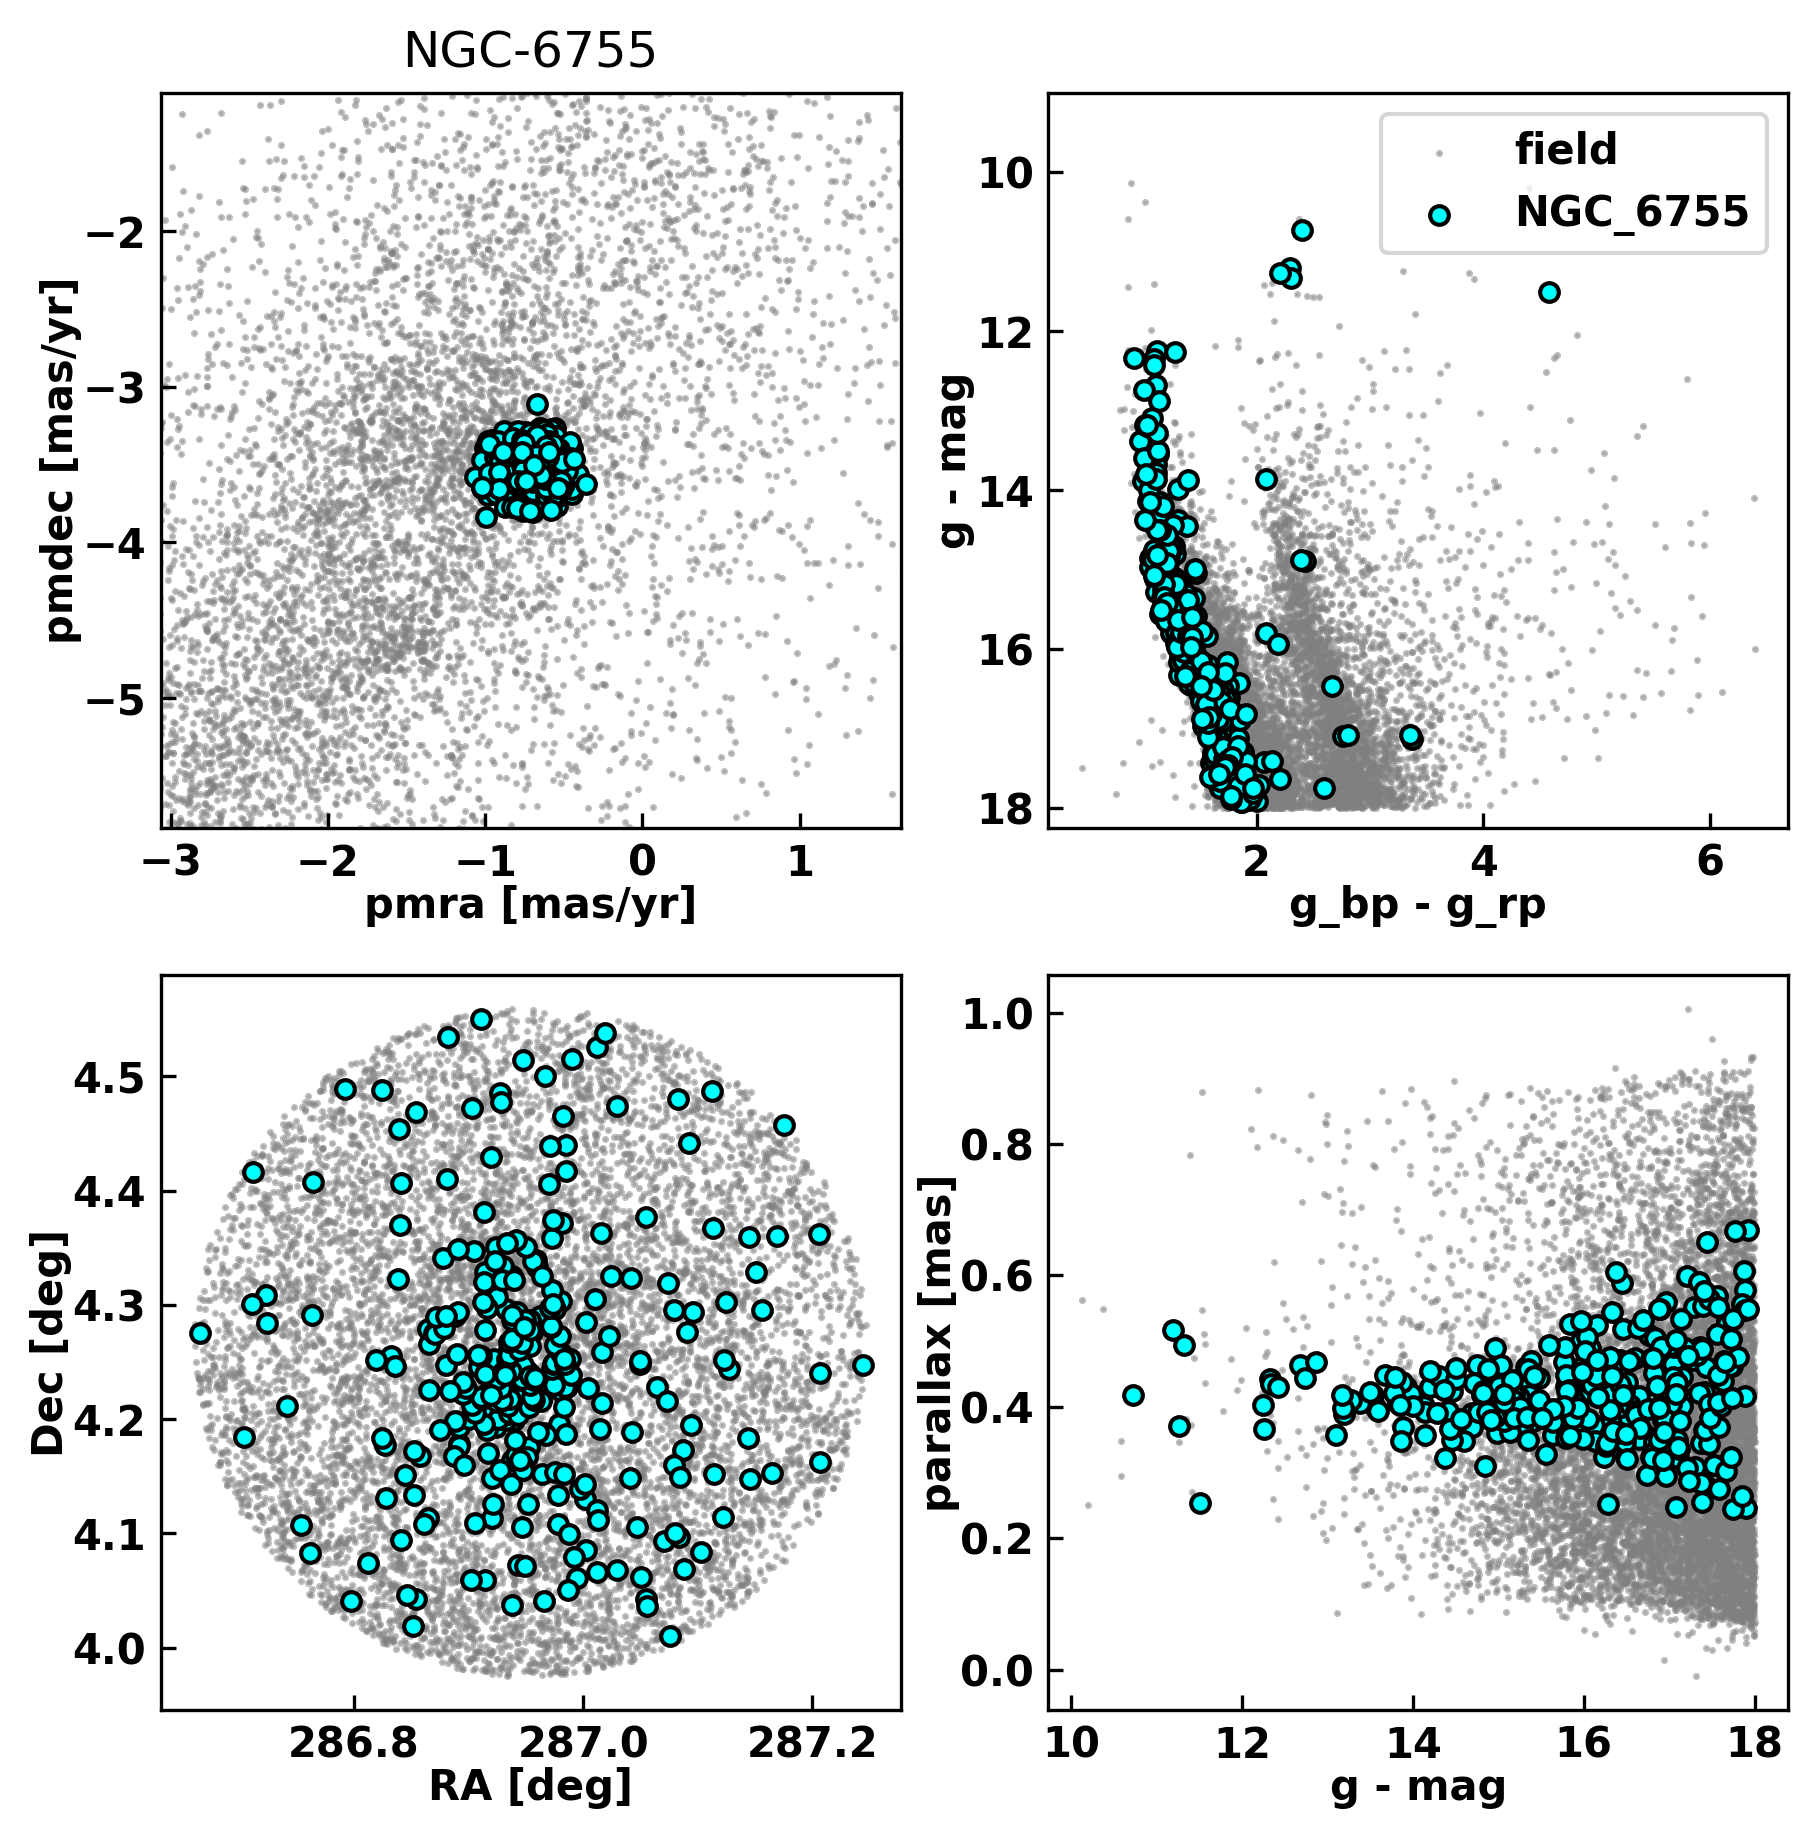 NGC-6755
−2
−3
−4
−5
pmdec [mas/yr]
−3 −2 −1 0 1
pmra [mas/yr]
10
12
14
16
18
g - mag
field
NGC_6755
2 4 6
g_bp - g_rp
4.5
4.4
4.3
4.2
4.1
4.0
Dec [deg]
286.8 287.0 287.2
RA [deg]
1.0
0.8
0.6
0.4
0.2
0.0
parallax [mas]
10 12 14 16 18
g - mag